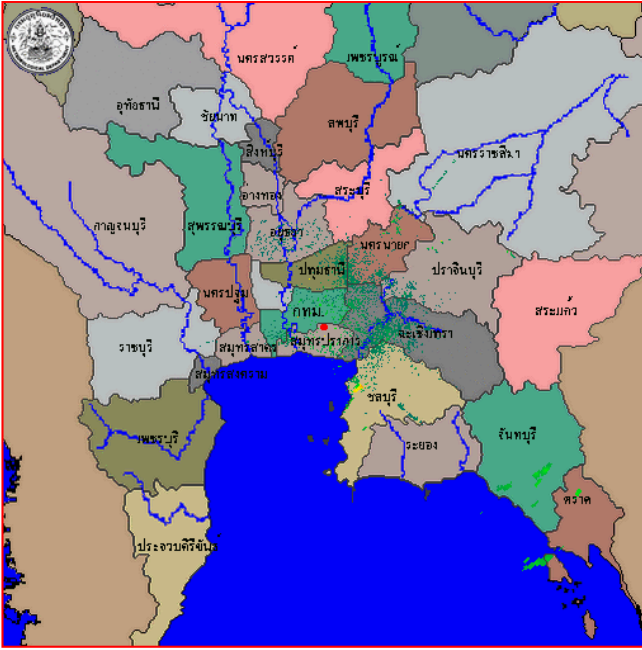 นครสวรรค์
เพชรบูรณ์
อุทัยธานี
ชัยนาท
ลพบุรี
สิงห์บุรี
นครราชสีมา
สระบุรี
อ่างทอง
กาญจนบุรี
สุพรรณบุรี
อยุธยา
นครนายก
ปทุมธานี
ปราจีนบุรี
นครปฐม
กทม.
สระแก้ว
ฉะเชิงเทรา
ราชบุรี
สมุทรสาคร
สมุทรปราการ
สมุทรสงคราม
ชลบุรี
เพชรบุรี
ระยอง
จันทบุรี
ตราด
ประจวบคีรีขันธ์